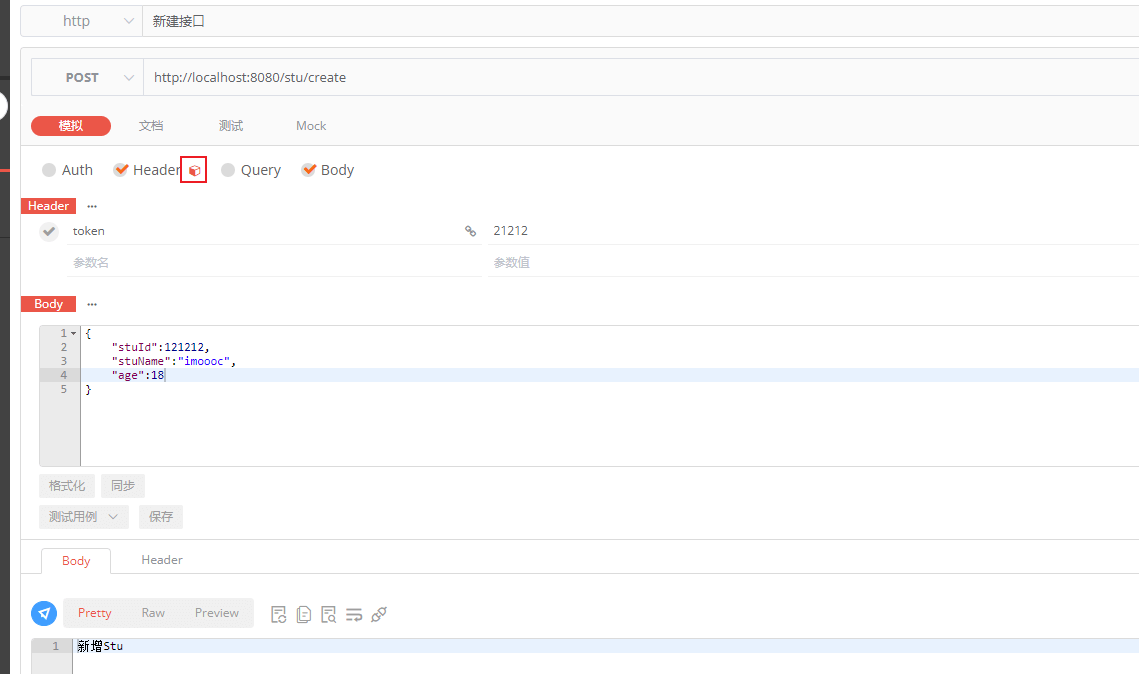 http 新建接口
POST http://localhost:8080/stu/create
模拟 文档 测试 Mock
Auth Header Query Body
Header ...
token 21212
参数名 参数值
Body ...
1 {
2 "stuId":121212,
3 "stuName":"imoooc",
4 "age":18
5 }
格式化 同步
测试用例 保存
Body Header
Pretty Raw Preview
1 新增Stu